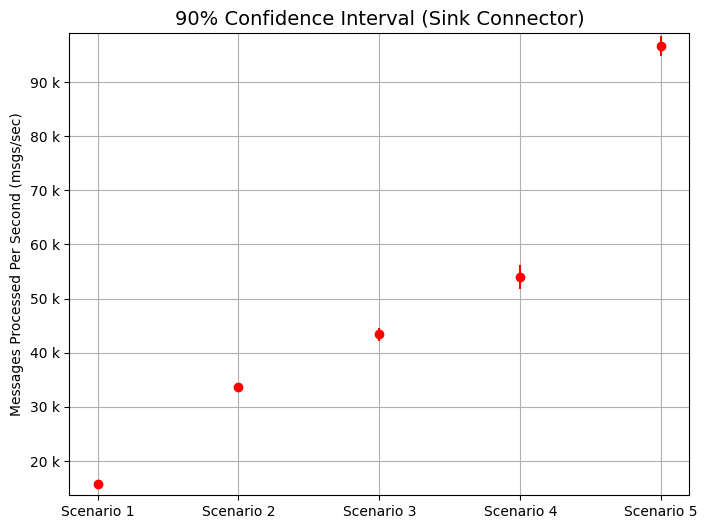 90% Confidence Interval (Sink Connector)
Messages Processed Per Second (msgs/sec)
90 k
80 k
70 k
60 k
50 k
40 k
30 k
20 k
Scenario 1
Scenario 2
Scenario 3
Scenario 4
Scenario 5